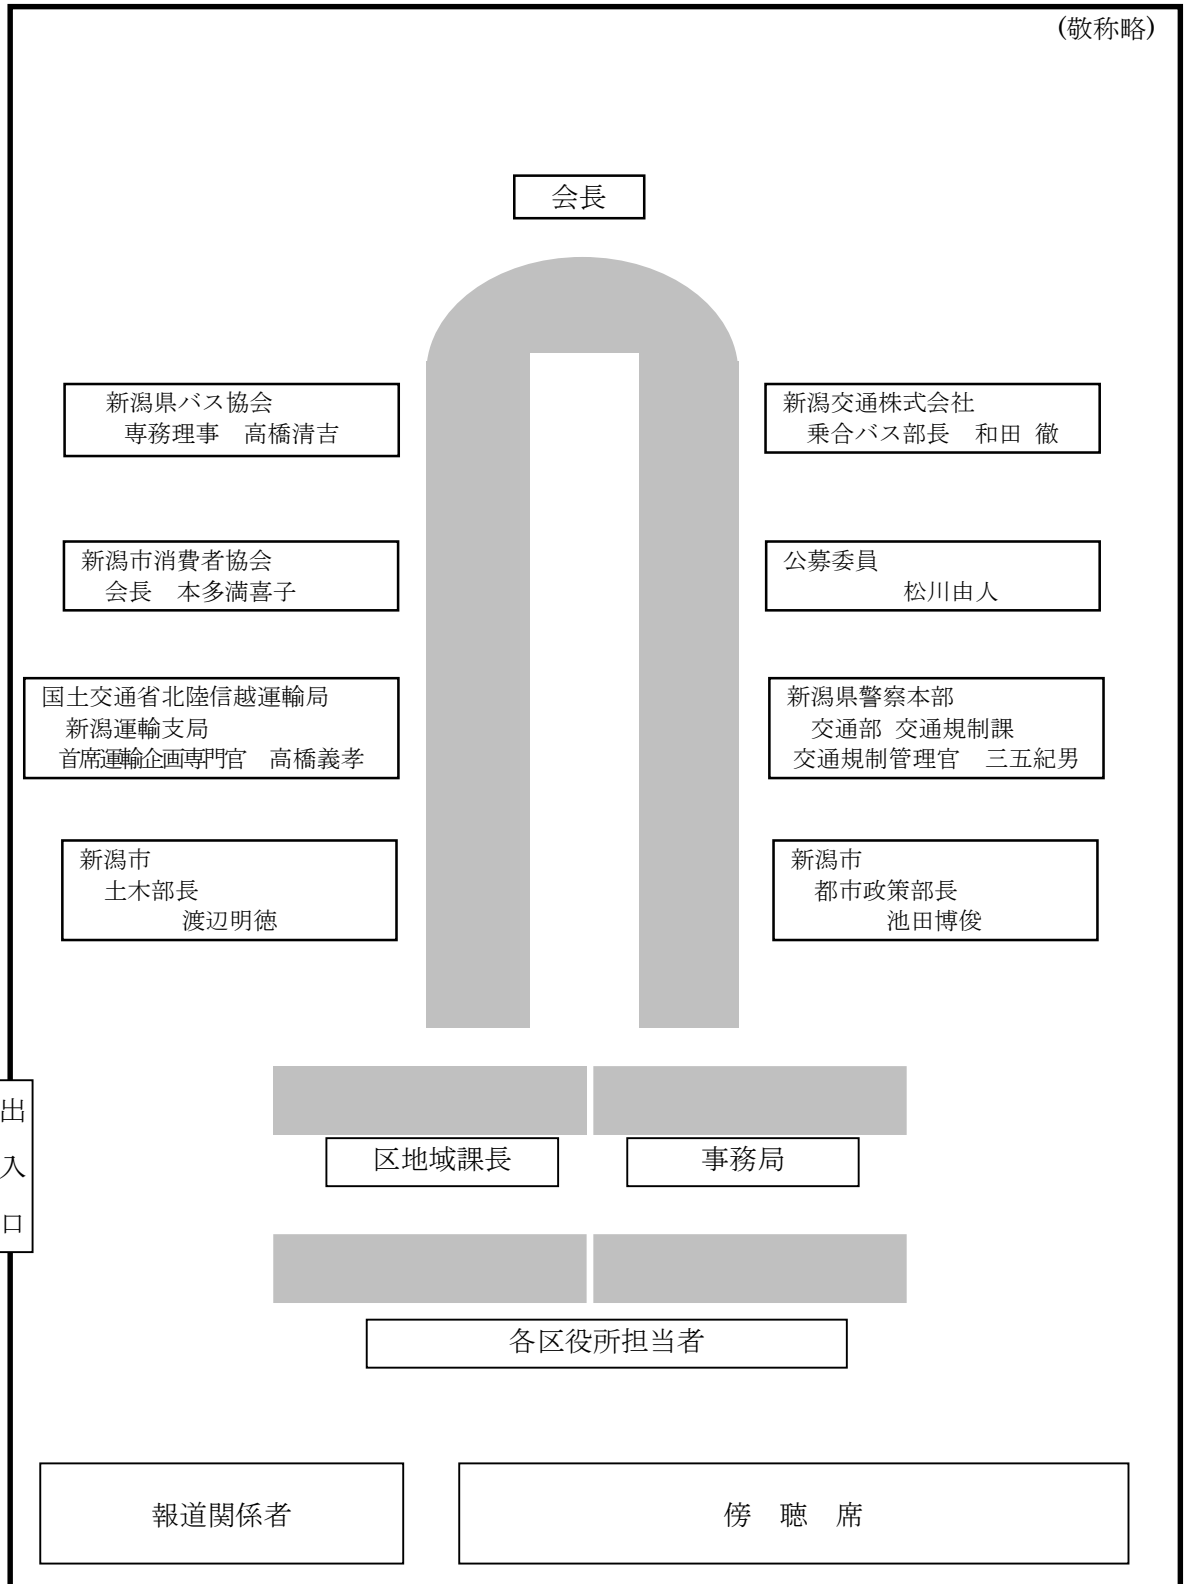 (敬称略)
会長
新潟県バス協会
専務理事　高橋清吉
新潟交通株式会社
乗合バス部長　和田 徹
新潟市消費者協会
会長　本多満喜子
公募委員
松川由人
国土交通省北陸信越運輸局
新潟運輸支局
首席運輸企画専門官　高橋義孝
新潟県警察本部
交通部 交通規制課
交通規制管理官　三五紀男
新潟市
土木部長
渡辺明徳
新潟市
都市政策部長
池田博俊
出入口
区地域課長
事務局
各区役所担当者
報道関係者
傍　聴　席